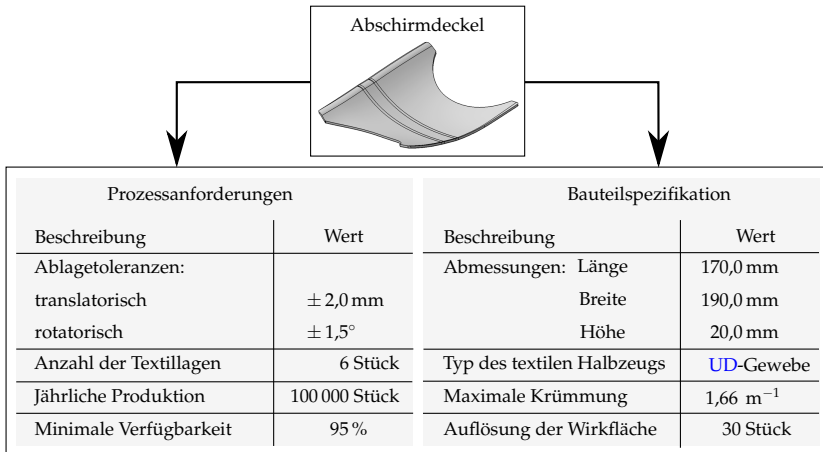 Abschirmdeckel
Prozessanforderungen
Beschreibung Wert
Ablagetoleranzen:
translatorisch ± 2,0 mm
rotatorisch ± 1,5°
Anzahl der Textillagen 6 Stück
Jährliche Produktion 100 000 Stück
Minimale Verfügbarkeit 95 %
Bauteilspezifikation
Beschreibung Wert
Abmessungen: Länge 170,0 mm
Breite 190,0 mm
Höhe 20,0 mm
Typ des textilen Halbzeugs UD-Gewebe
Maximale Krümmung 1,66 m⁻¹
Auflösung der Wirkfläche 30 Stück